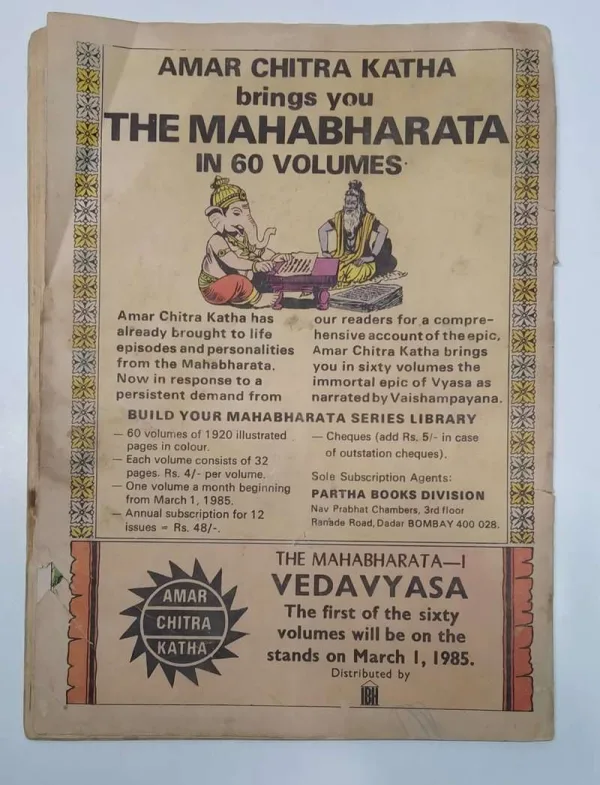 AMAR CHITRA KATHA
brings you
THE MAHABHARATA
IN 60 VOLUMES
Amar Chitra Katha has
already brought to life
episodes and personalities
from the Mahabharata.
Now in response to a
persistent demand from
our readers for a compre-
hensive account of the epic,
Amar Chitra Katha brings
you in sixty volumes the
immortal epic of Vyasa as
narrated by Vaishampayana.
BUILD YOUR MAHABHARATA SERIES LIBRARY
— 60 volumes of 1920 illustrated
pages in colour.
— Each volume consists of 32
pages. Rs. 4/- per volume.
— One volume a month beginning
from March 1, 1985.
— Annual subscription for 12
issues = Rs. 48/-.
— Cheques (add Rs. 5/- in case
of outstation cheques).
Sole Subscription Agents:
PARTHA BOOKS DIVISION
Nav Prabhat Chambers, 3rd floor
Ranade Road, Dadar BOMBAY 400 028.
AMAR
CHITRA
KATHA
THE MAHABHARATA—I
VEDAVYASA
The first of the sixty
volumes will be on the
stands on March 1, 1985.
Distributed by
IBH